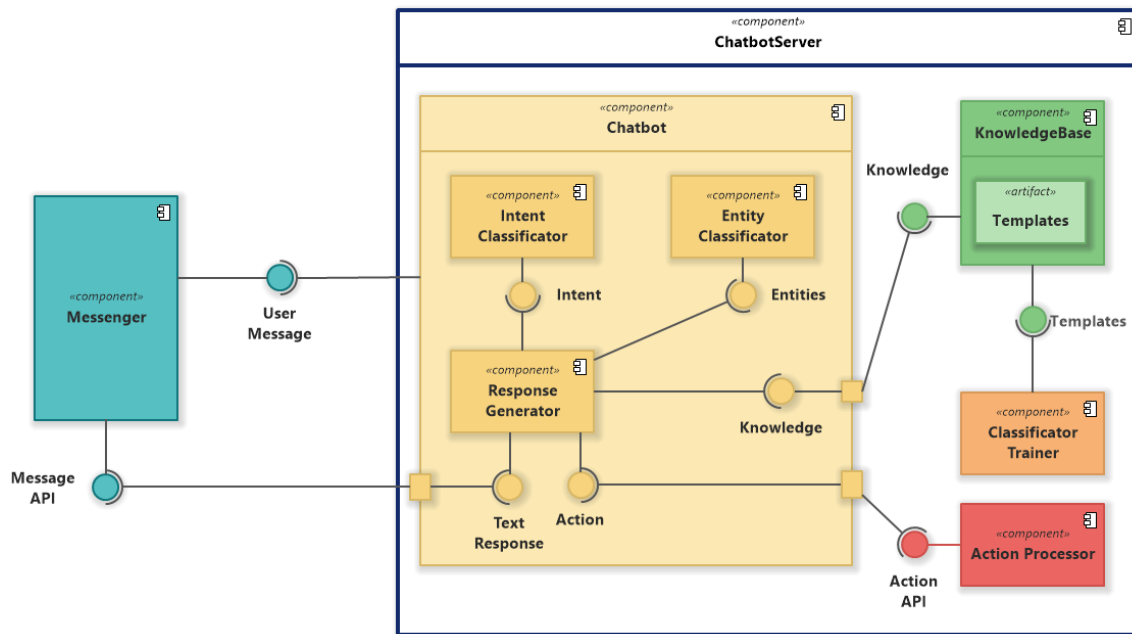 «component»
ChatbotServer
«component»
Chatbot
«component»
KnowledgeBase
«artifact»
Templates
Knowledge
«component»
Intent
Classificator
«component»
Entity
Classificator
«component»
Messenger
User
Message
Intent
Entities
Templates
«component»
Response
Generator
Knowledge
«component»
Classificator
Trainer
Message
API
Text
Response
Action
«component»
Action Processor
Action
API